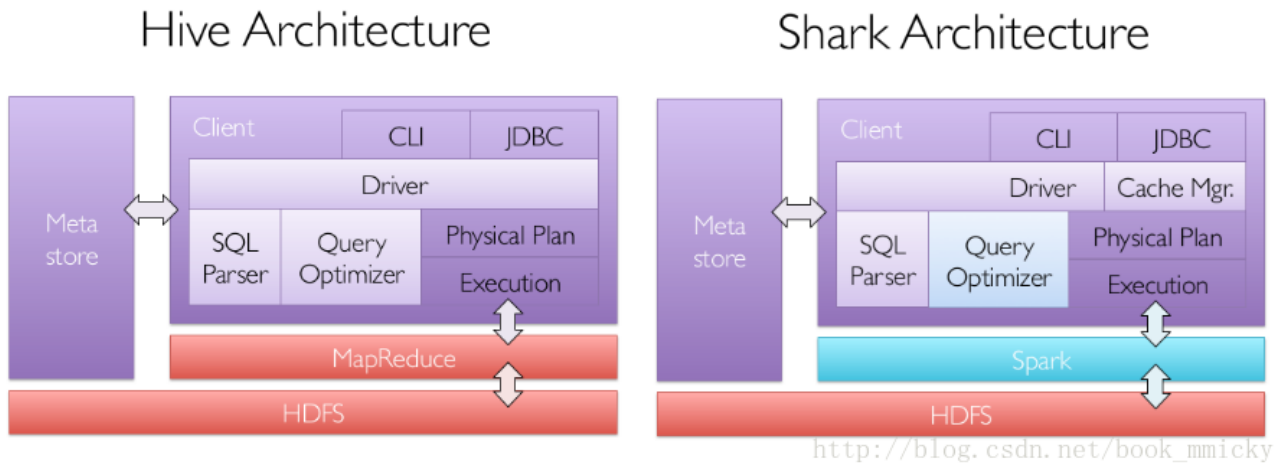 Hive Architecture
Client
CLI
JDBC
Driver
Meta
store
SQL
Parser
Query
Optimizer
Physical Plan
Execution
MapReduce
HDFS
Shark Architecture
Client
CLI
JDBC
Driver
Cache Mgr.
Meta
store
SQL
Parser
Query
Optimizer
Physical Plan
Execution
Spark
HDFS
http://blog.csdn.net/book_mmicky